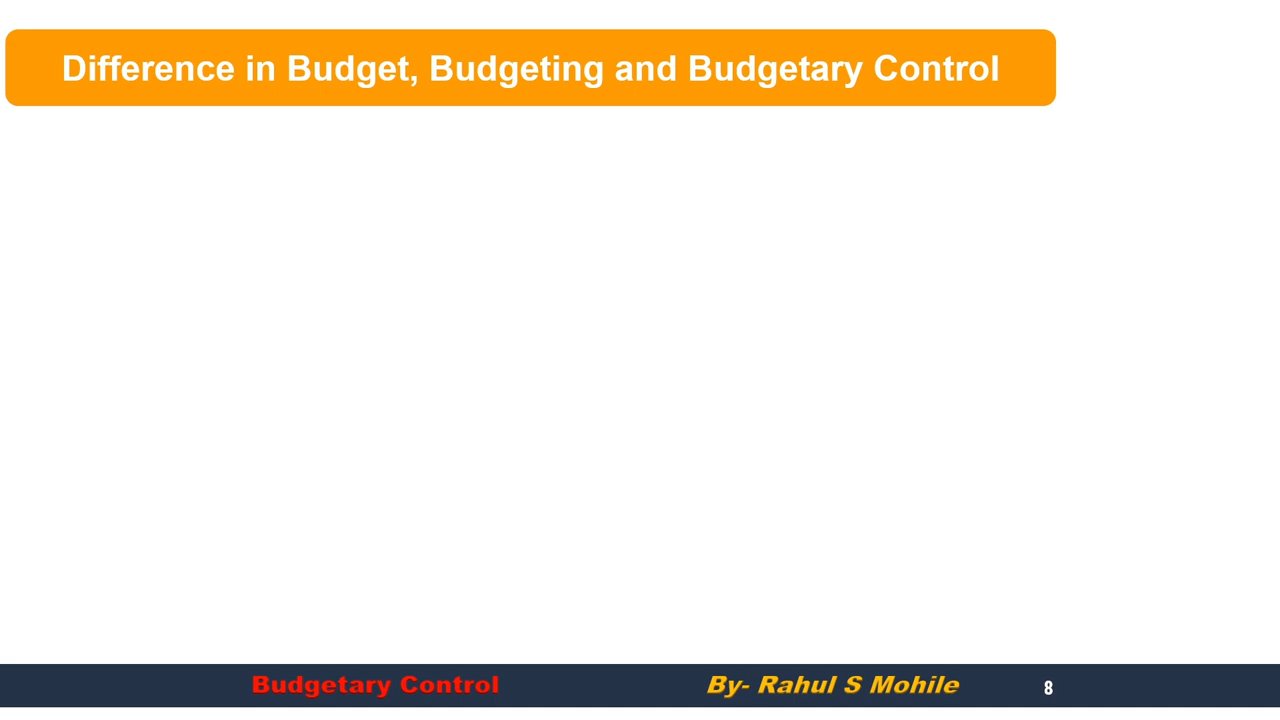 Difference in Budget, Budgeting and Budgetary Control
Budgetary Control By- Rahul S Mohile 8